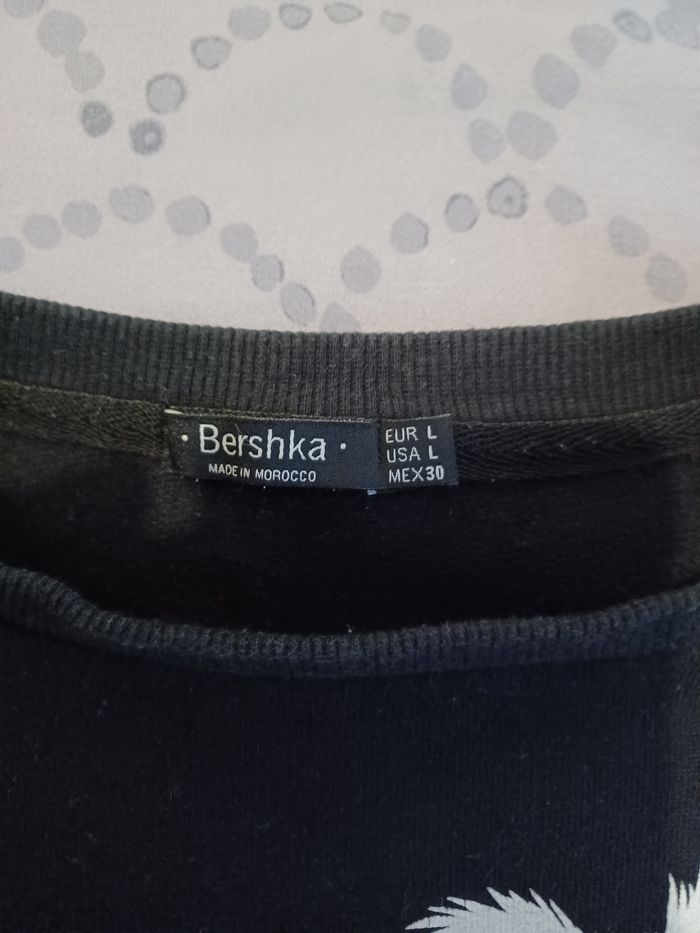 · Bershka ·
MADE IN MOROCCO
EUR L
USA L
MEX 30